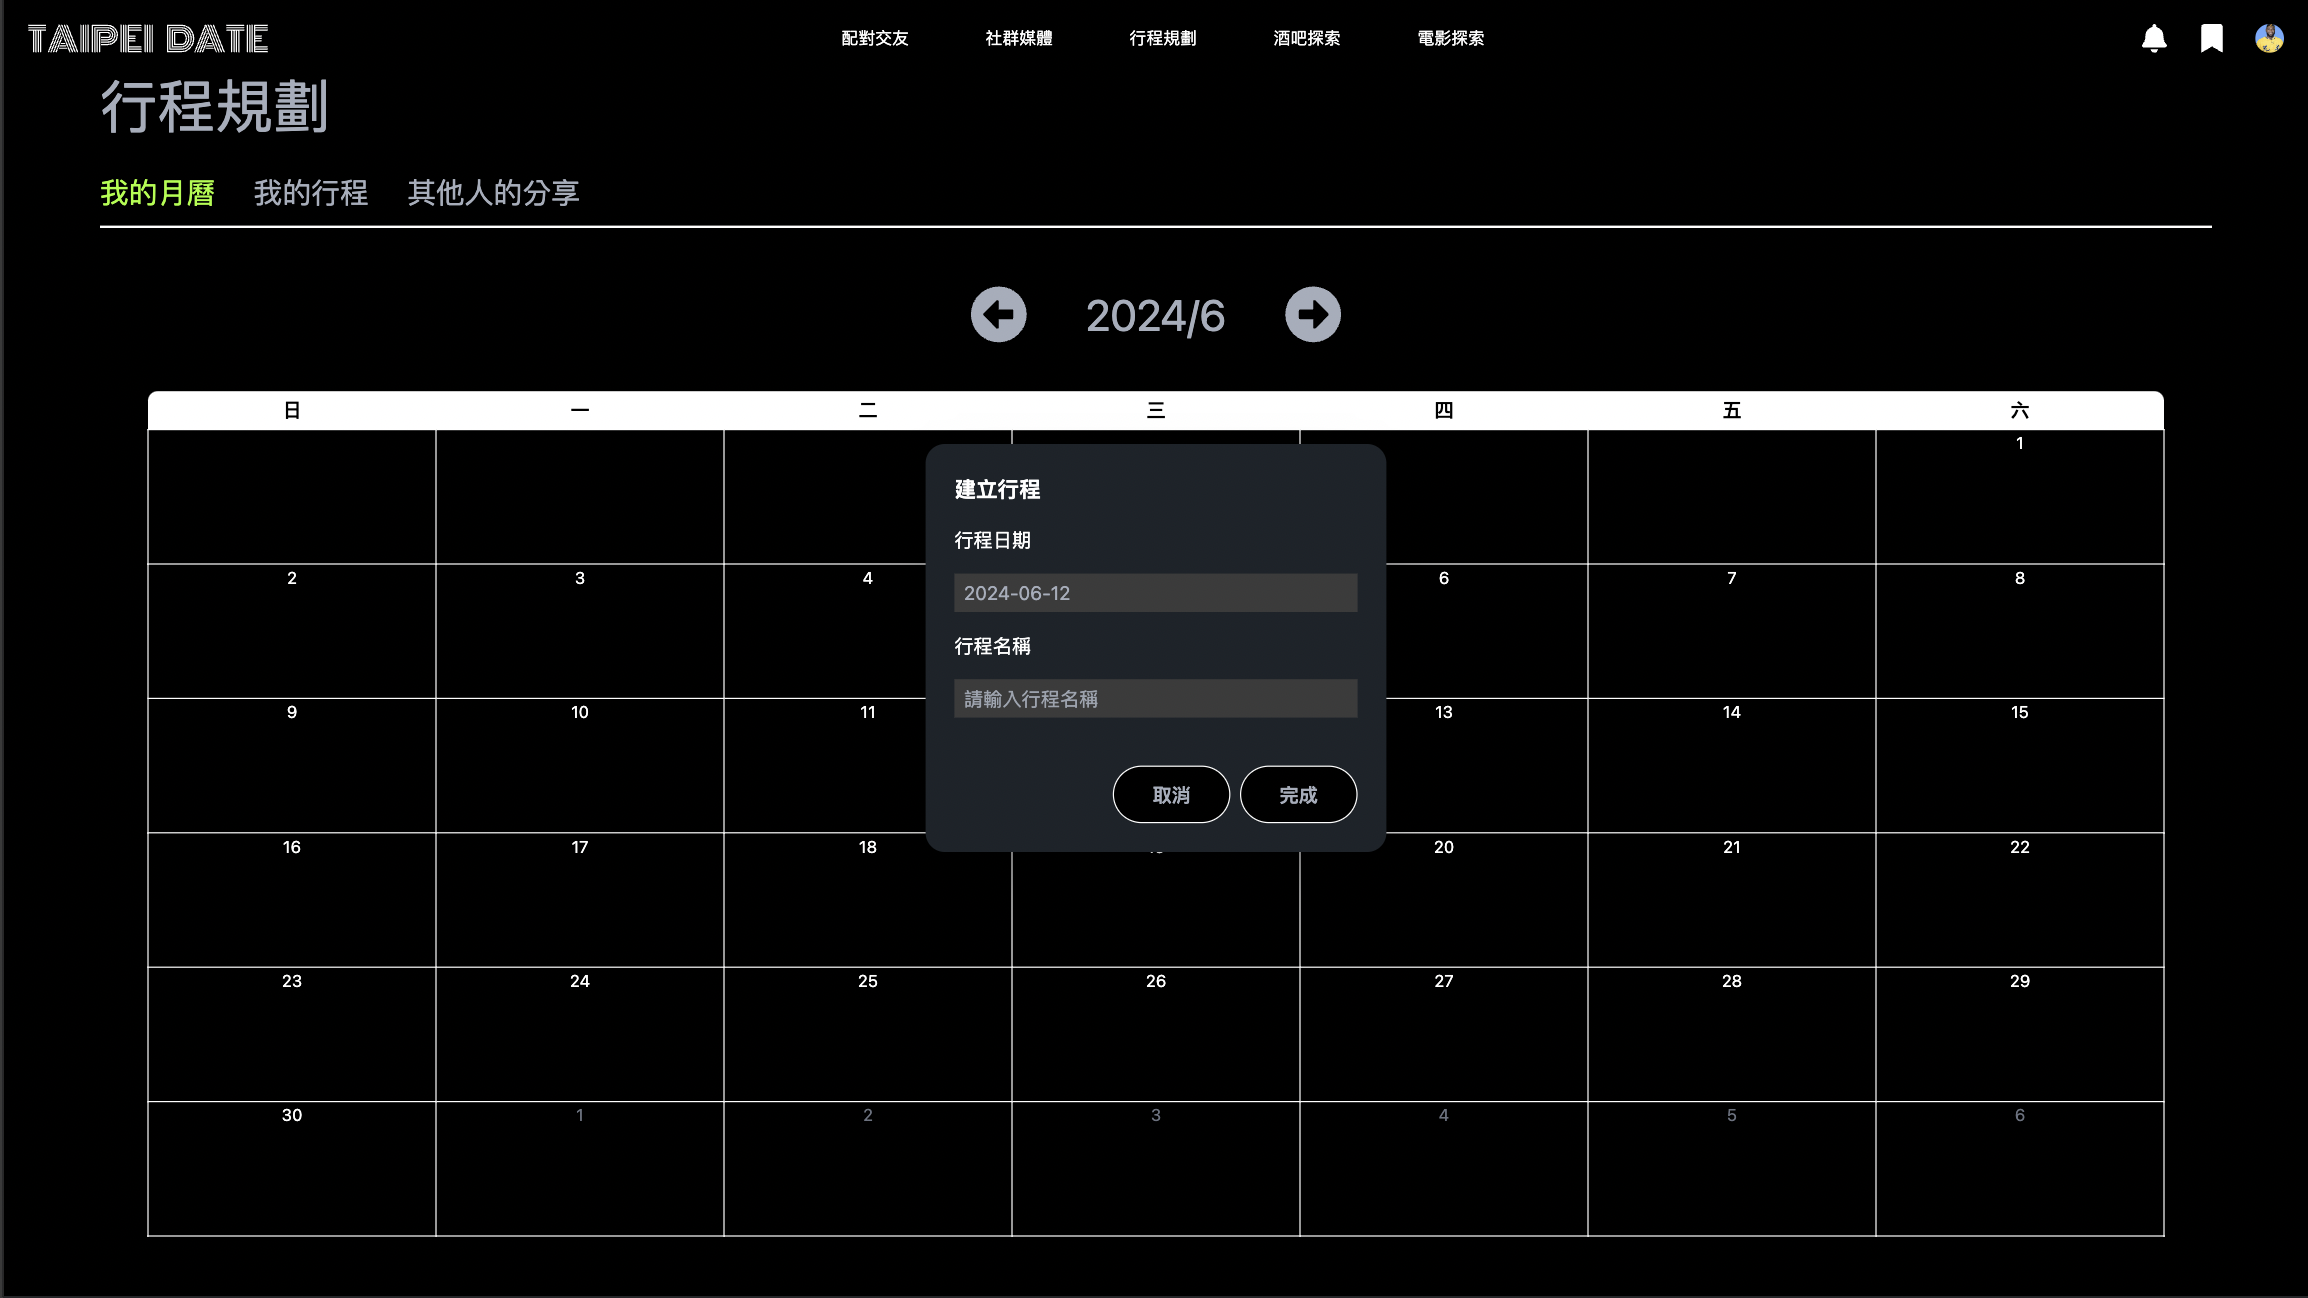 TAIPEI DATE
配對交友 社群媒體 行程規劃 酒吧探索 電影探索
行程規劃
我的月曆 我的行程 其他人的分享
2024/6
日 一 二 三 四 五 六
1
建立行程
行程日期
2 3 4 6 7 8
2024-06-12
行程名稱
請輸入行程名稱
9 10 11 13 14 15
取消 完成
16 17 18 20 21 22
23 24 25 26 27 28 29
30 1 2 3 4 5 6